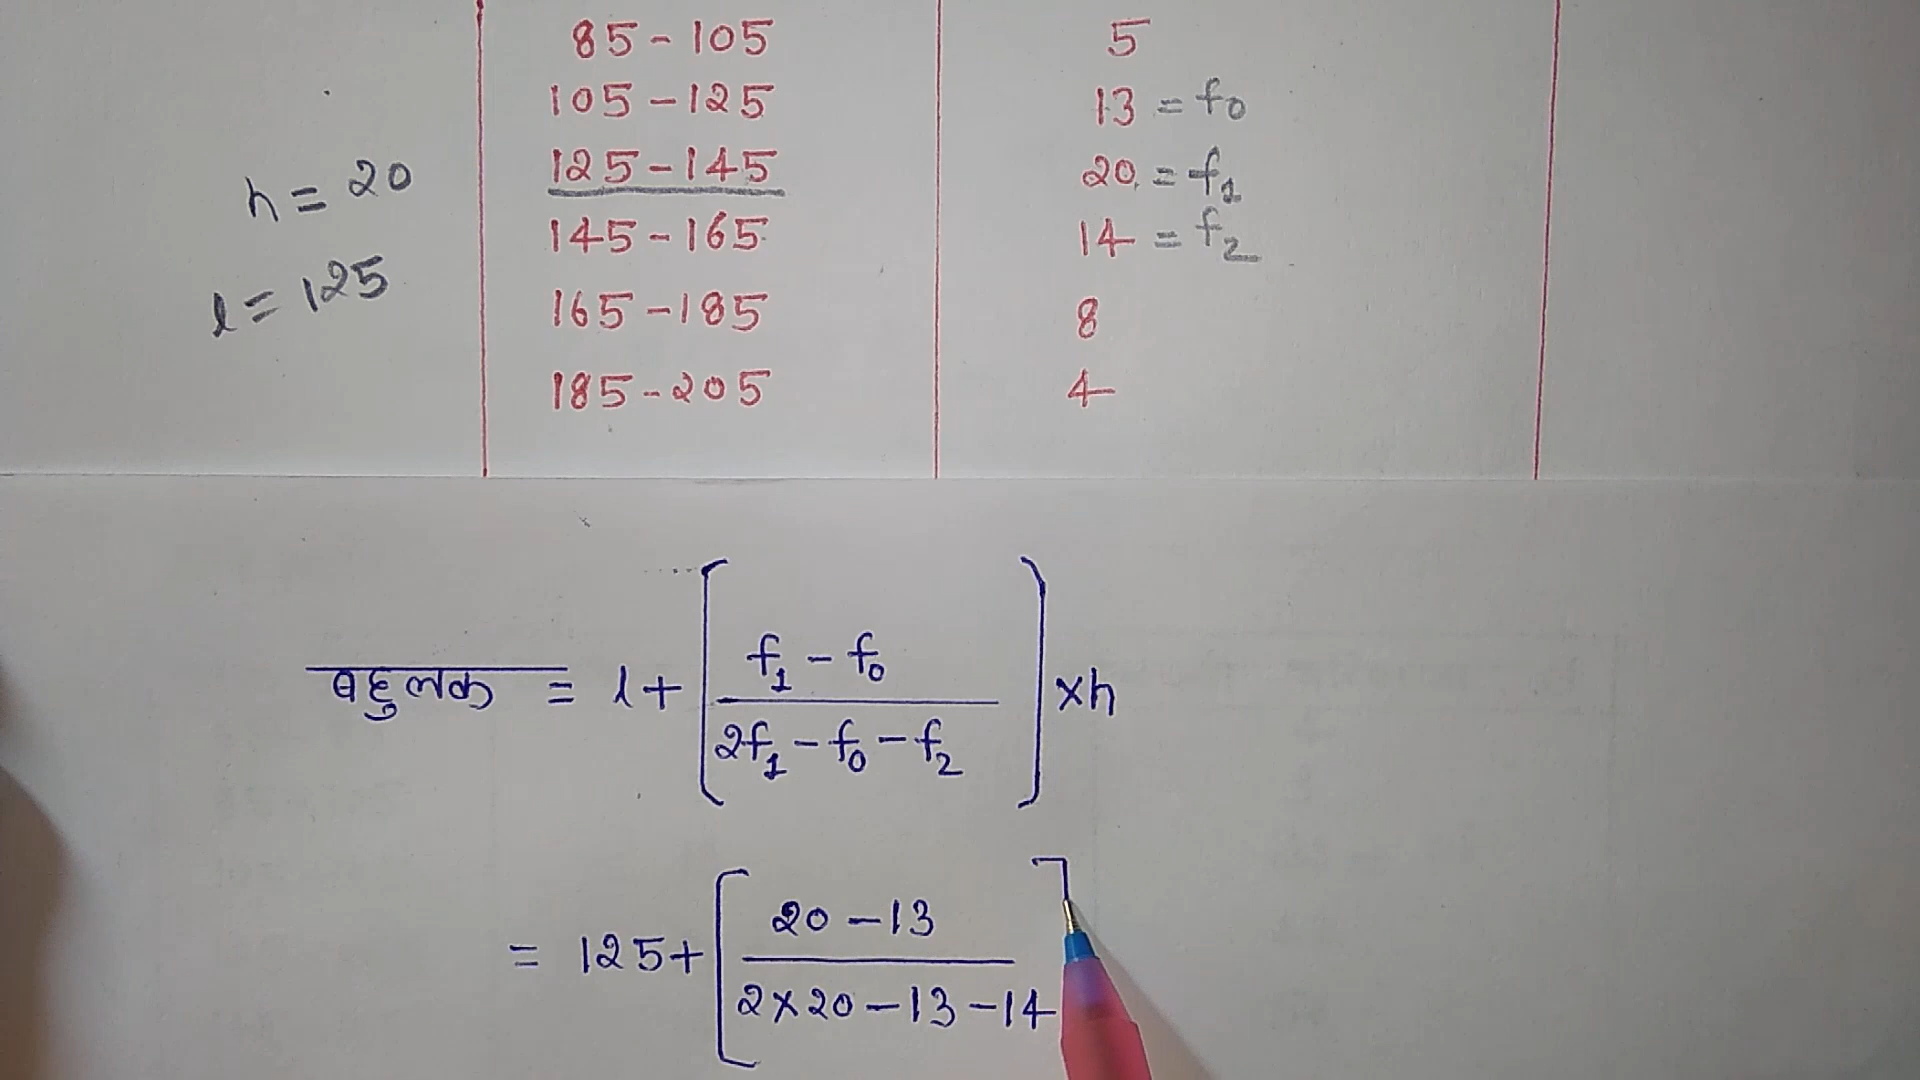 85-105 5
105-125 13 = f₀
125-145 20 = f₁
h = 20
145-165 14 = f₂
l = 125
165-185 8
185-205 4
बहुलक = l + [ (f₁ - f₀) / (2f₁ - f₀ - f₂) ] × h
= 125 + [ (20 - 13) / (2×20 - 13 - 14) ]